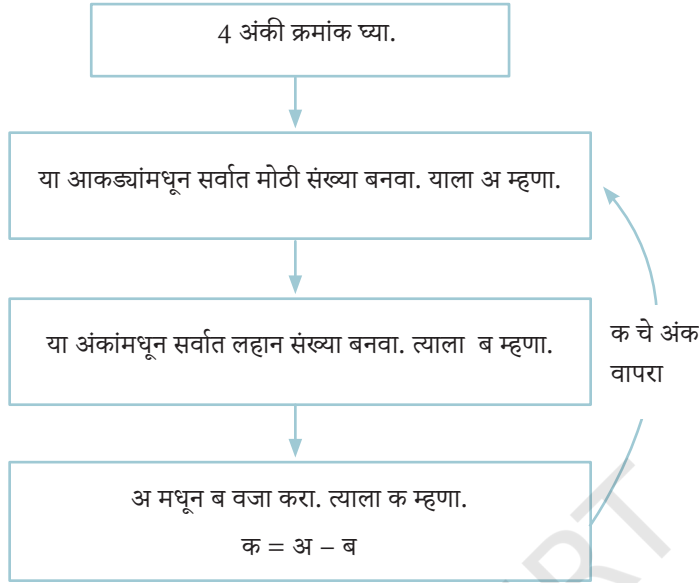 4 अंकी क्रमांक घ्या.
या आकड्यांमधून सर्वात मोठी संख्या बनवा. याला अ म्हणा.
या अंकांमधून सर्वात लहान संख्या बनवा. त्याला ब म्हणा.
क चे अंक
वापरा
अ मधून ब वजा करा. त्याला क म्हणा.
क = अ – ब